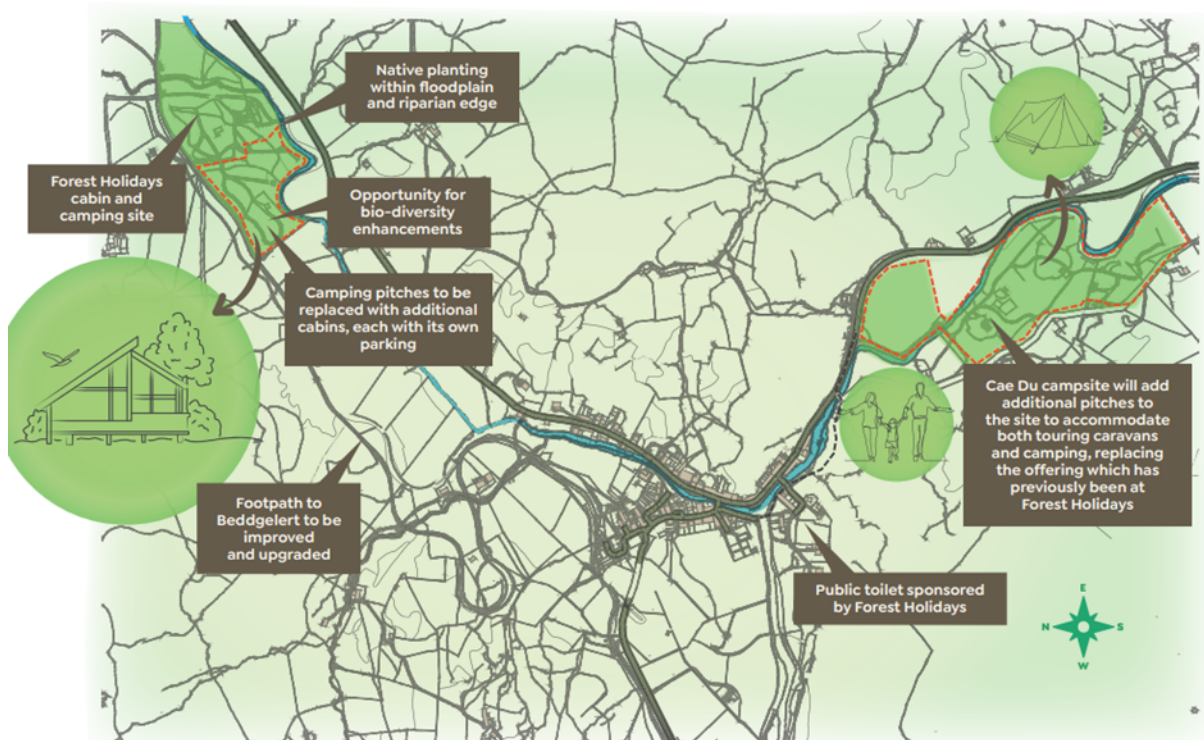 Native planting
within floodplain
and riparian edge
Forest Holidays
cabin and
camping site
Opportunity for
bio-diversity
enhancements
Camping pitches to be
replaced with additional
cabins, each with its own
parking
Cae Du campsite will add
additional pitches to
the site to accommodate
both touring caravans
and camping, replacing
the offering which has
previously been at
Forest Holidays
Footpath to
Beddgelert to be
improved
and upgraded
Public toilet sponsored
by Forest Holidays
E
N
S
W